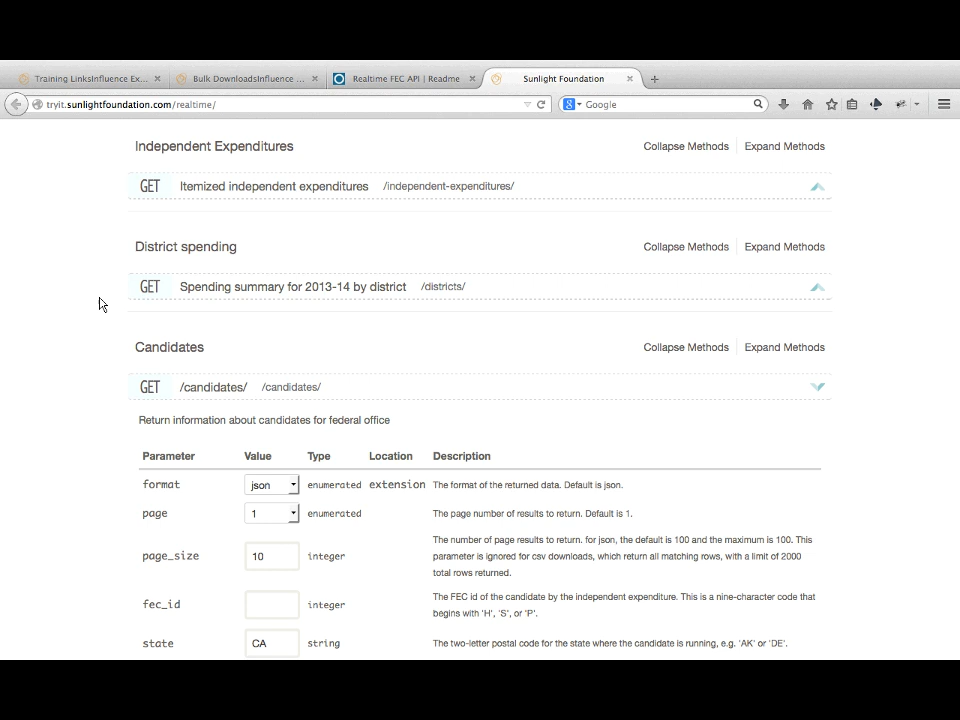 Training LinksInfluence Ex...
Bulk DownloadsInfluence ...
Realtime FEC API | Readme
Sunlight Foundation
tryit.sunlightfoundation.com/realtime/
Google
Independent Expenditures
Collapse Methods
Expand Methods
GET Itemized independent expenditures /independent-expenditures/
District spending
Collapse Methods
Expand Methods
GET Spending summary for 2013-14 by district /districts/
Candidates
Collapse Methods
Expand Methods
GET /candidates/ /candidates/
Return information about candidates for federal office
Parameter Value Type Location Description
format json enumerated extension The format of the returned data. Default is json.
page 1 enumerated The page number of results to return. Default is 1.
The number of page results to return. for json, the default is 100 and the maximum is 100. This
page_size 10 integer parameter is ignored for csv downloads, which return all matching rows, with a limit of 2000
total rows returned.
fec_id integer The FEC id of the candidate by the independent expenditure. This is a nine-character code that
begins with 'H', 'S', or 'P'.
state CA string The two-letter postal code for the state where the candidate is running, e.g. 'AK' or 'DE'.